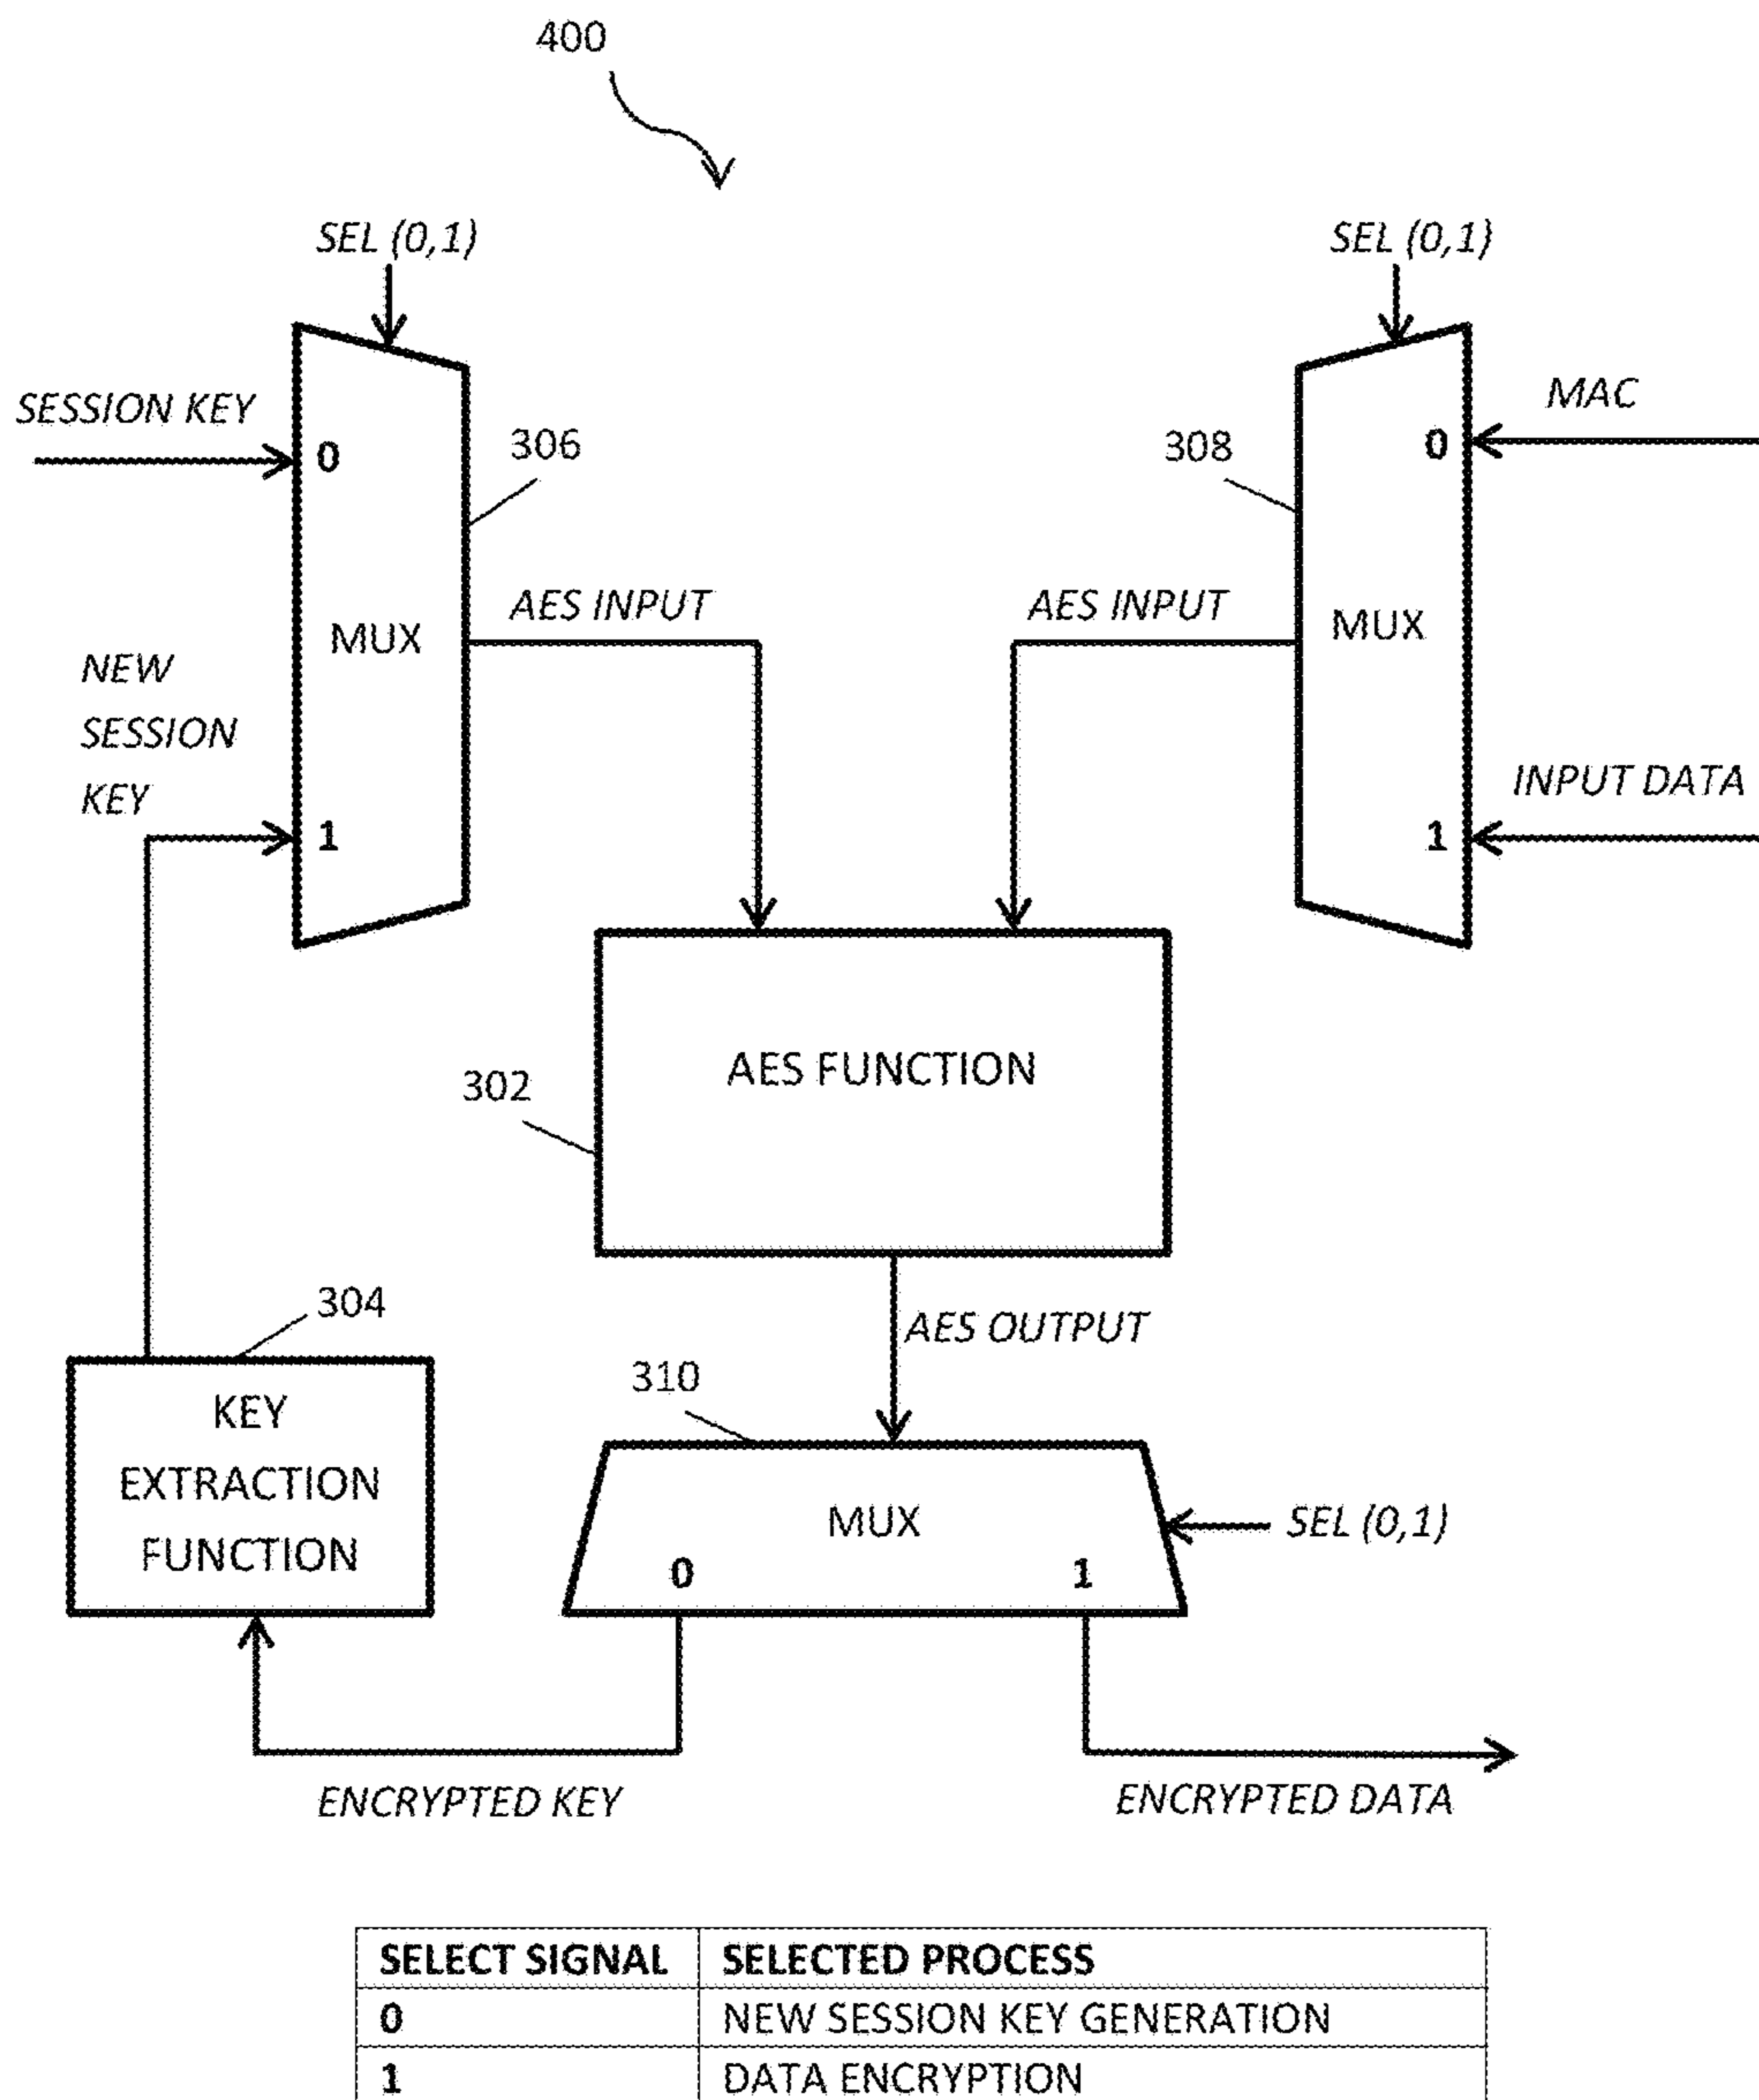 400
SEL (0,1)
SEL (0,1)
SESSION KEY
MAC
0
306
308
0
AES INPUT
AES INPUT
MUX
MUX
NEW
SESSION
KEY
INPUT DATA
1
1
AES FUNCTION
302
304
AES OUTPUT
310
KEY
EXTRACTION
FUNCTION
MUX
SEL (0,1)
0
1
ENCRYPTED KEY
ENCRYPTED DATA
SELECT SIGNAL SELECTED PROCESS
0 NEW SESSION KEY GENERATION
1 DATA ENCRYPTION